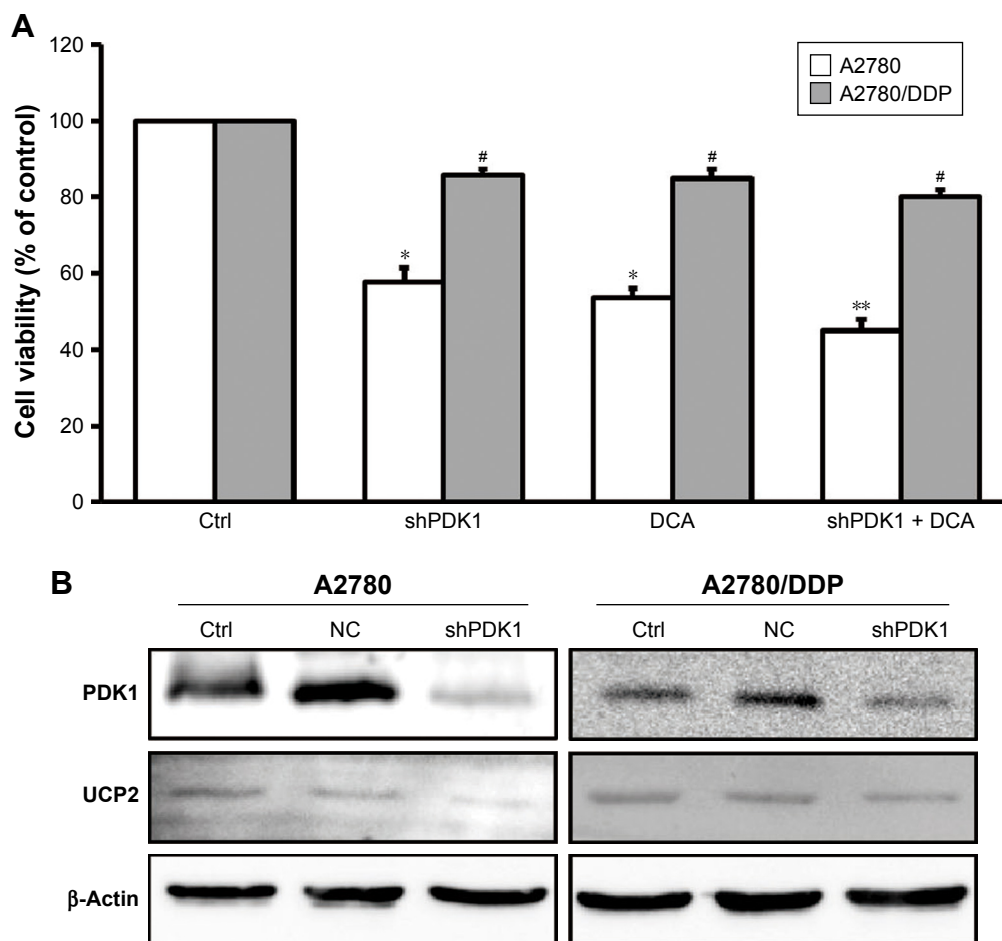 A
Cell viability (% of control)
120
100
80
60
40
20
0
A2780
A2780/DDP
#
#
#
*
*
**
Ctrl
shPDK1
DCA
shPDK1 + DCA
B
A2780
A2780/DDP
Ctrl NC shPDK1
Ctrl NC shPDK1
PDK1
UCP2
β-Actin